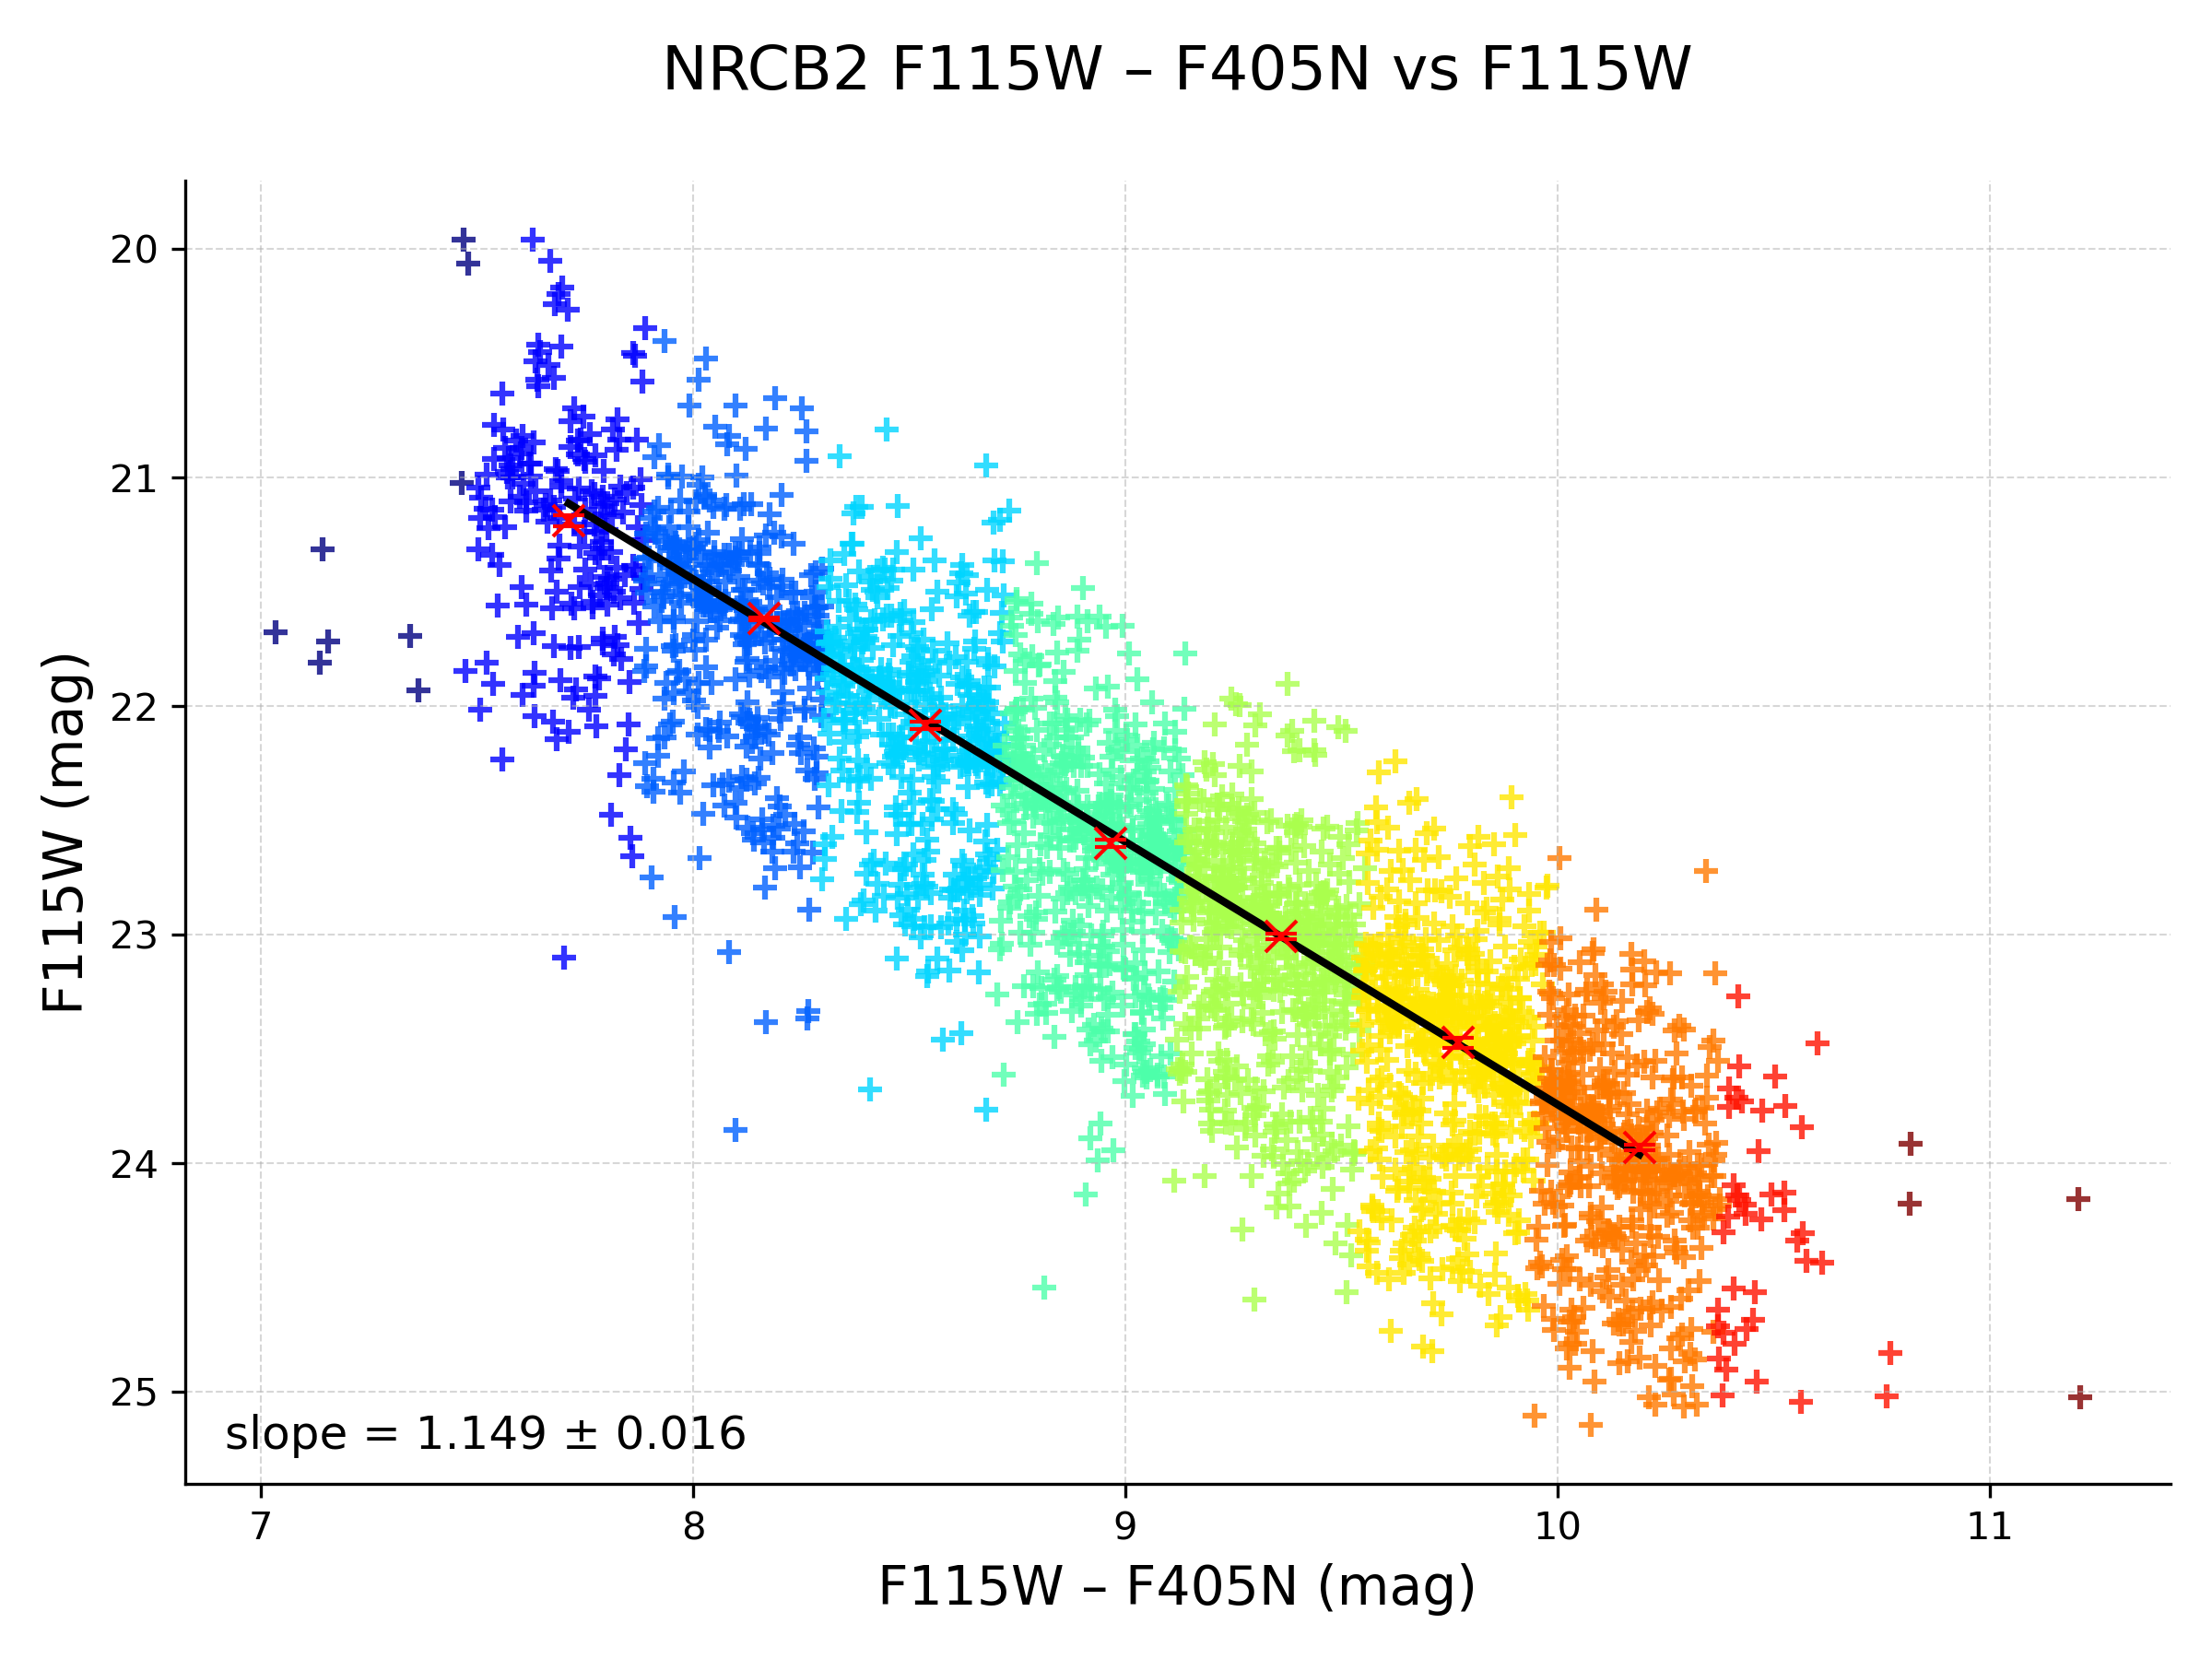 NRCB2 F115W – F405N vs F115W
F115W (mag)
20
21
22
23
24
25
slope = 1.149 ± 0.016
7 8 9 10 11
F115W – F405N (mag)